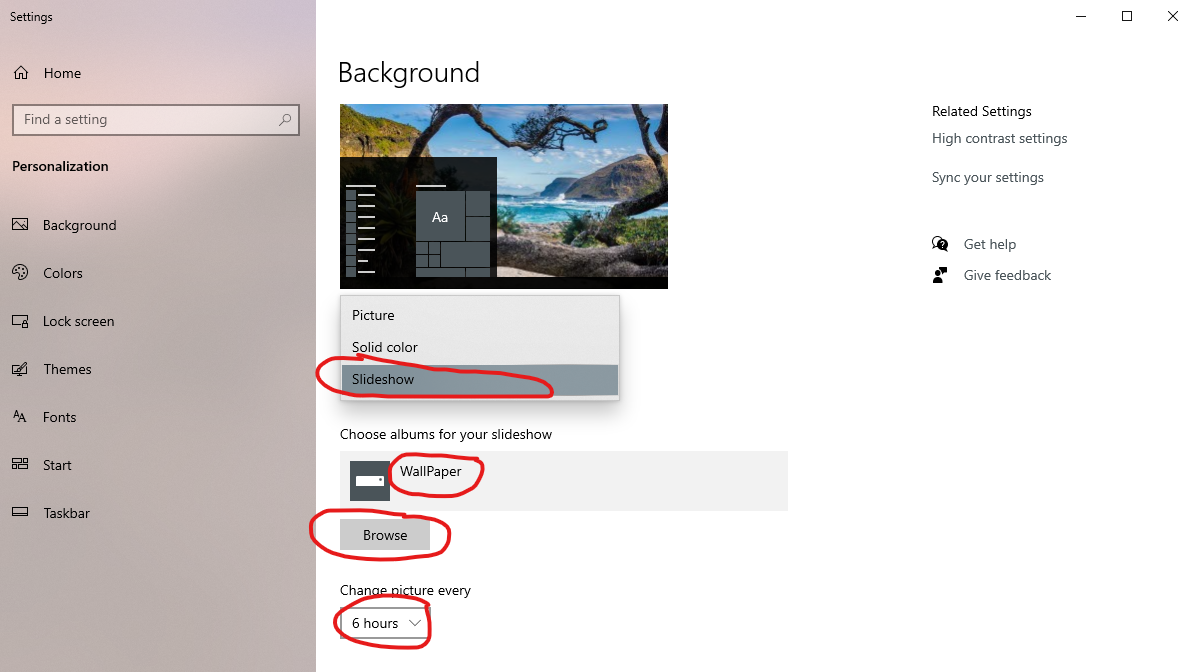 Settings
Home
Find a setting
Personalization
Background
Colors
Lock screen
Themes
Fonts
Start
Taskbar
Background
Aa
Picture
Solid color
Slideshow
Choose albums for your slideshow
WallPaper
Browse
Change picture every
6 hours
Related Settings
High contrast settings
Sync your settings
Get help
Give feedback